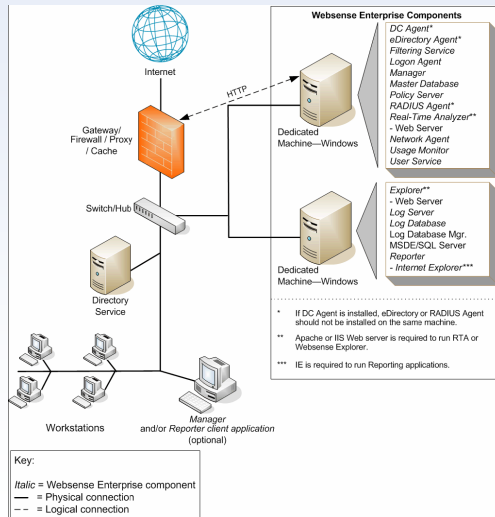 Websense Enterprise Components
DC Agent*
eDirectory Agent*
Filtering Service
Logon Agent
Manager
Master Database
Policy Server
RADIUS Agent*
Real-Time Analyzer**
- Web Server
Network Agent
Usage Monitor
User Service
Internet
HTTP
Gateway/
Firewall / Proxy
/ Cache
Dedicated
Machine—Windows
Switch/Hub
Explorer**
- Web Server
Log Server
Log Database
Log Database Mgr.
MSDE/SQL Server
Reporter
- Internet Explorer***
Dedicated
Machine—Windows
Directory
Service
* If DC Agent is installed, eDirectory or RADIUS Agent
should not be installed on the same machine.
** Apache or IIS Web server is required to run RTA or
Websense Explorer.
*** IE is required to run Reporting applications.
Workstations
Manager
and/or Reporter client application
(optional)
Key:
Italic = Websense Enterprise component
— = Physical connection
– – = Logical connection